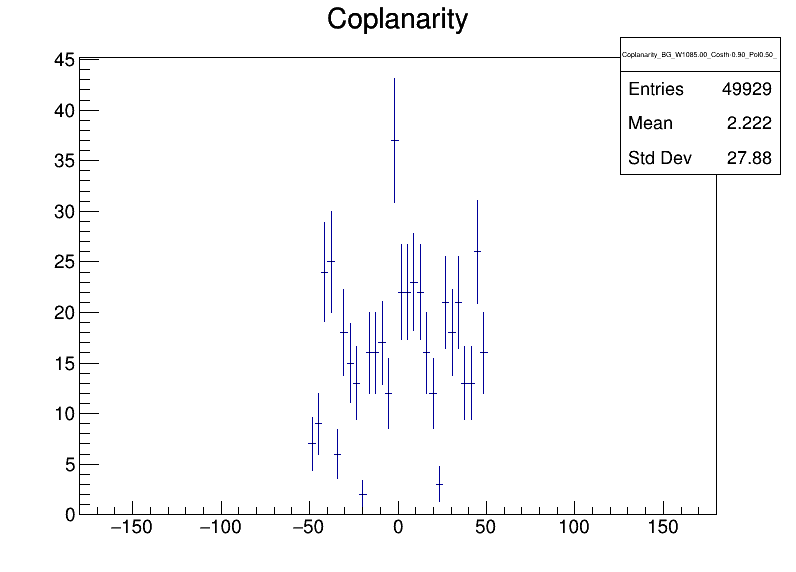 Coplanarity
Coplanarity_BG_W1085.00_Costh-0.90_Pol0.50_
Entries 49929
Mean 2.222
Std Dev 27.88
45
40
35
30
25
20
15
10
5
0
−150 −100 −50 0 50 100 150